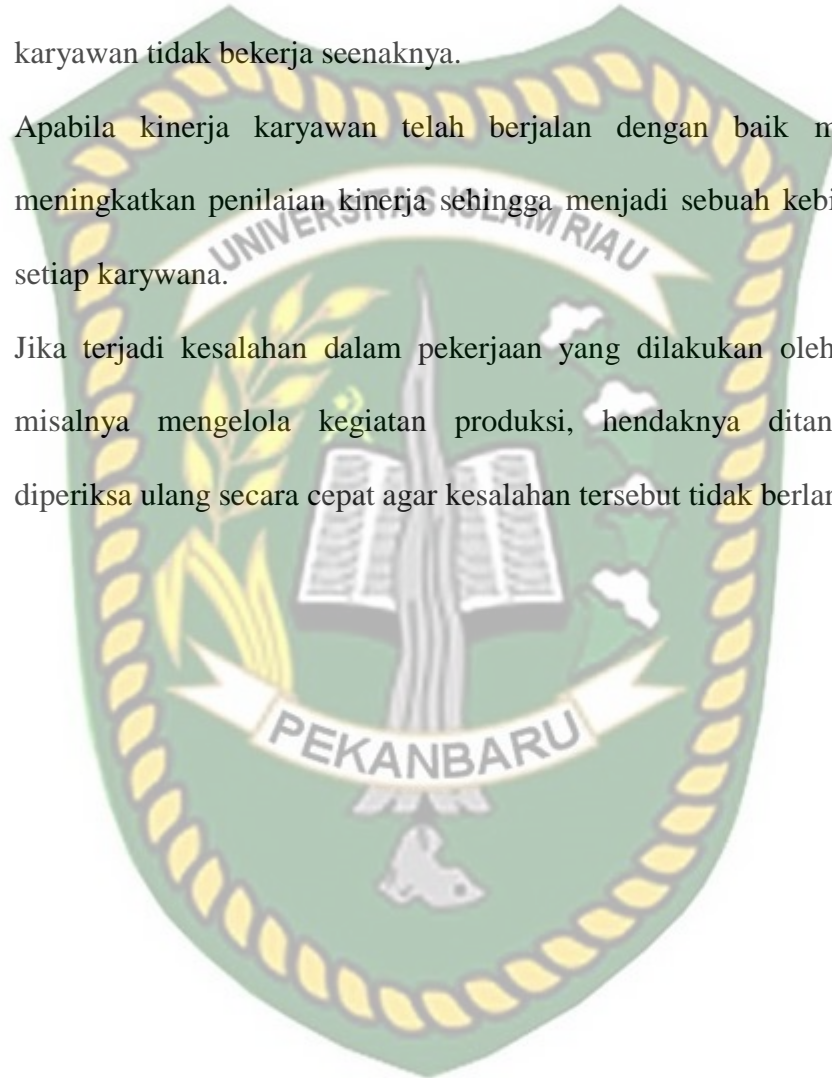 karyawan tidak bekerja seenaknya.
Apabila kinerja karyawan telah berjalan dengan baik
meningkatkan penilaian kinerja sehingga menjadi sebuah
setiap karywana.
Jika terjadi kesalahan dalam pekerjaan yang dilakukan oleh
misalnya mengelola kegiatan produksi, hendaknya
diperiksa ulang secara cepat agar kesalahan tersebut tidak
UNIVERSITAS ISLAM RIAU
PEKANBARU